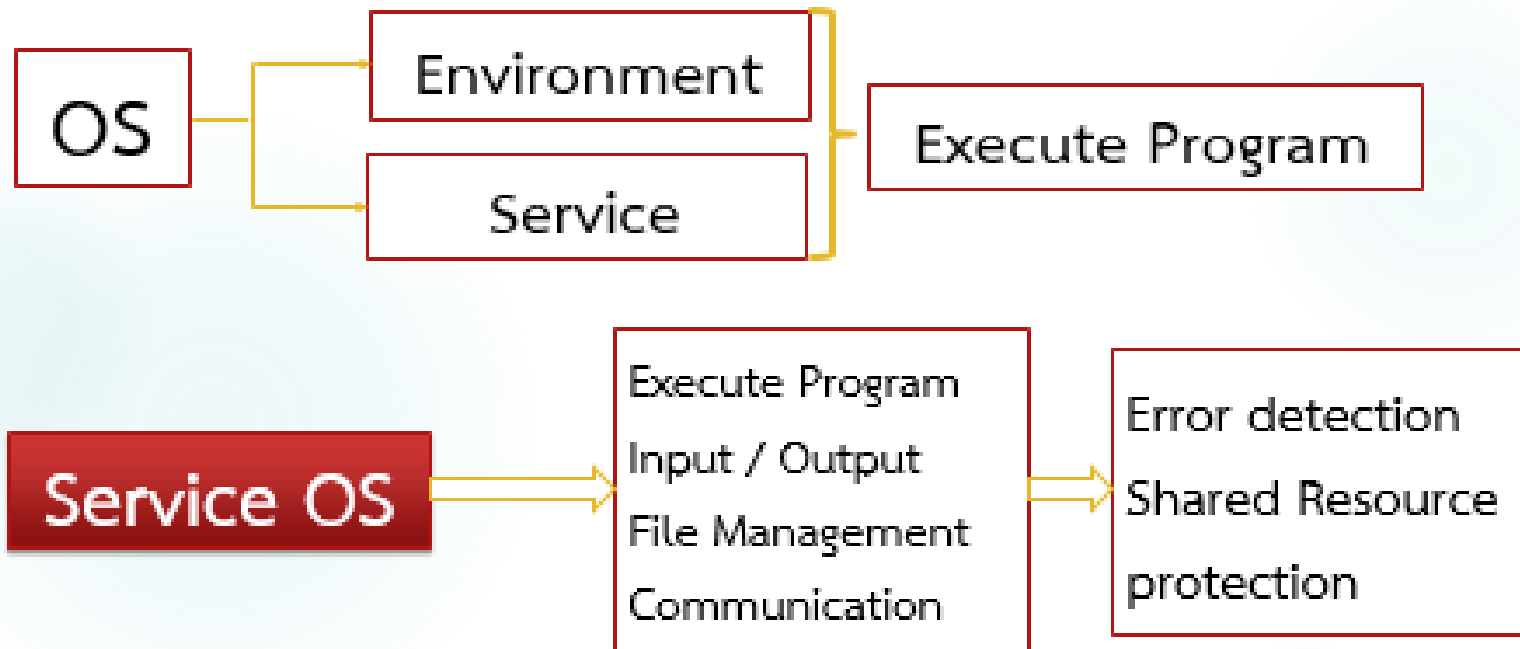 OS
Environment
Service
Execute Program
Service OS
Execute Program
Input / Output
File Management
Communication
Error detection
Shared Resource
protection